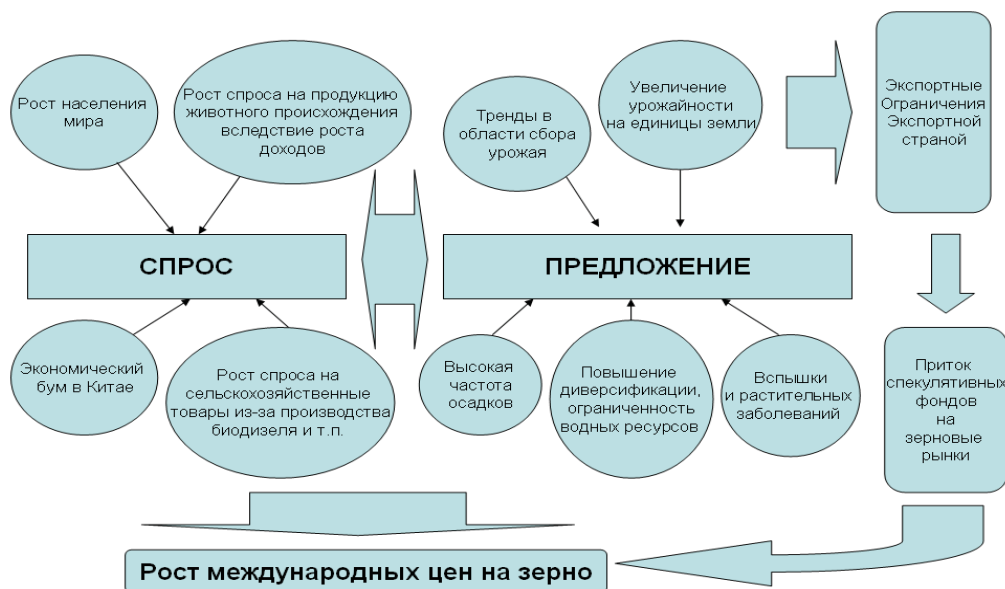 Рост населения
мира
Рост спроса на продукцию
животного происхождения
вследствие роста
доходов
Тренды в
области сбора
урожая
Увеличение
урожайности
на единицы земли
Экспортные
Ограничения
Экспортной
страной
СПРОС
ПРЕДЛОЖЕНИЕ
Экономический
бум в Китае
Рост спроса на
сельскохозяйственные
товары из-за производства
биодизеля и т.п.
Высокая
частота
осадков
Повышение
диверсификации,
ограниченность
водных ресурсов
Вспышки
и растительных
заболеваний
Приток
спекулятивных
фондов
на
зерновые
рынки
Рост международных цен на зерно